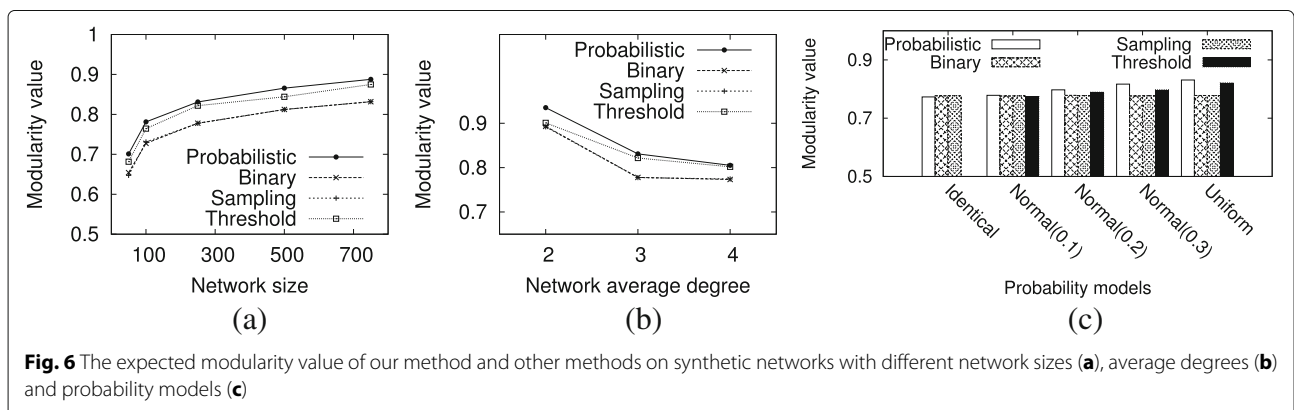 1
0.9
0.8
0.7
0.6
0.5
Modularity value
Probabilistic
Binary
Sampling
Threshold
100 300 500 700
Network size
(a)
0.9
0.8
0.7
Modularity value
Probabilistic
Binary
Sampling
Threshold
2 3 4
Network average degree
(b)
0.9
0.7
0.5
Modularity value
Probabilistic
Binary
Sampling
Threshold
Identical
Normal(0.1)
Normal(0.2)
Normal(0.3)
Uniform
Probability models
(c)
Fig. 6 The expected modularity value of our method and other methods on synthetic networks with different network sizes (a), average degrees (b)
and probability models (c)